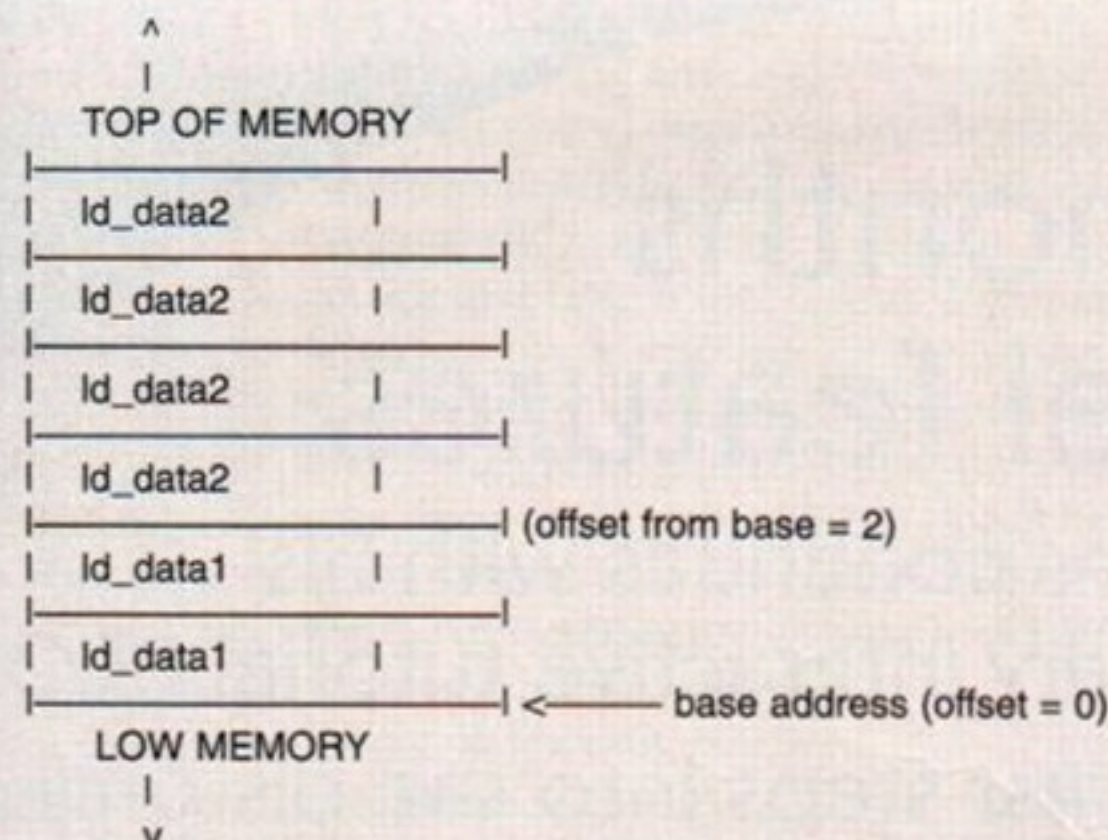 ^
|
TOP OF MEMORY
|————————————|
| ld_data2 |
|————————————|
| ld_data2 |
|————————————|
| ld_data2 |
|————————————|
| ld_data2 |
|————————————| (offset from base = 2)
| ld_data1 |
|————————————|
| ld_data1 |
|————————————| <———— base address (offset = 0)
LOW MEMORY
|
v